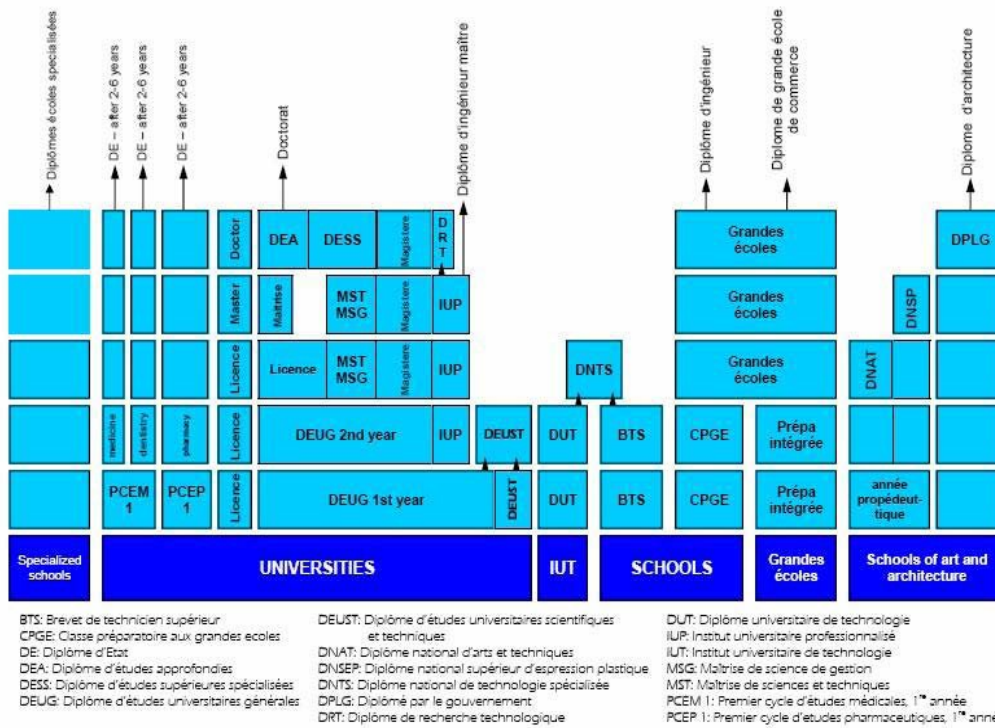 Diplômes écoles specialisées
DE – after 2-6 years
DE – after 2-6 years
DE – after 2-6 years
Doctorat
Diplôme d'ingénieur maître
Diplôme d'ingénieur
Diplome de grande école
de commerce
Diplome d'architecture
Doctor
DEA
DESS
Magistere
D
R
T
Grandes
écoles
DPLG
Master
Maîtrise
MST
MSG
Magistere
IUP
Grandes
écoles
DNSP
Licence
Licence
MST
MSG
Magistere
IUP
DNTS
Grandes
écoles
DNAT
medicine
dentistry
pharmacy
Licence
DEUG 2nd year
IUP
DEUST
DUT
BTS
CPGE
Prépa
intégrée
PCEM
1
PCEP
1
Licence
DEUG 1st year
DEUST
DUT
BTS
CPGE
Prépa
intégrée
année
propédeut-
tique
Specialized
schools
UNIVERSITIES
IUT
SCHOOLS
Grandes
écoles
Schools of art and
architecture
BTS: Brevet de technicien supérieur
CPGE: Classe préparatoire aux grandes ecoles
DE: Diplôme d'Etat
DEA: Diplôme d'études approfondies
DESS: Diplôme d'études supérieures spécialisées
DEUG: Diplôme d'études universitaires générales
DEUST: Diplôme d'études universitaires scientifiques
et techniques
DNAT: Diplôme national d'arts et techniques
DNSEP: Diplôme national supérieur d'espression plastique
DNTS: Diplôme national de technologie spécialisée
DPLG: Diplômé par le gouvernement
DRT: Diplôme de recherche technologique
DUT: Diplôme universitaire de technologie
IUP: Institut universitaire professionnalisé
IUT: Institut universitaire de technologie
MSG: Maîtrise de science de gestion
MST: Maîtrise de sciences et techniques
PCEM 1: Premier cycle d'études médicales, 1re année
PCEP 1: Premier cycle d'etudes pharmaceutiques, 1re